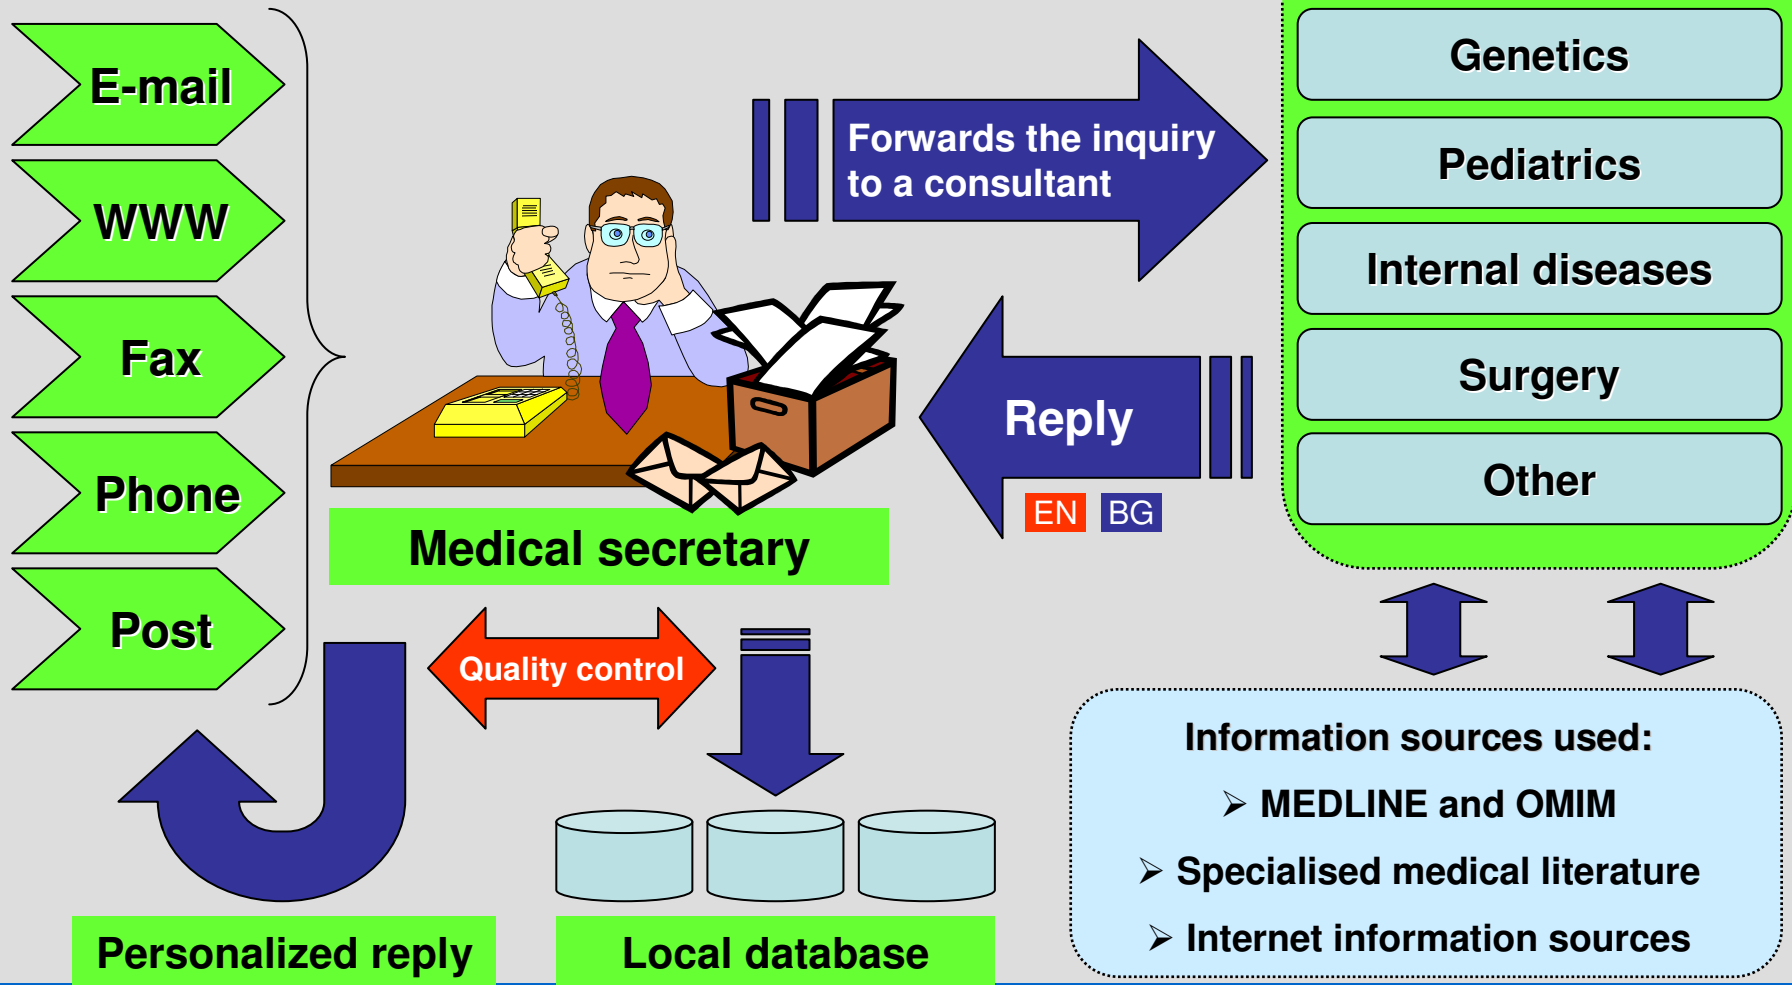 E-mail
WWW
Fax
Phone
Post
Forwards the inquiry
to a consultant
Reply
EN BG
Medical secretary
Quality control
Personalized reply
Local database
Genetics
Pediatrics
Internal diseases
Surgery
Other
Information sources used:
➢ MEDLINE and OMIM
➢ Specialised medical literature
➢ Internet information sources